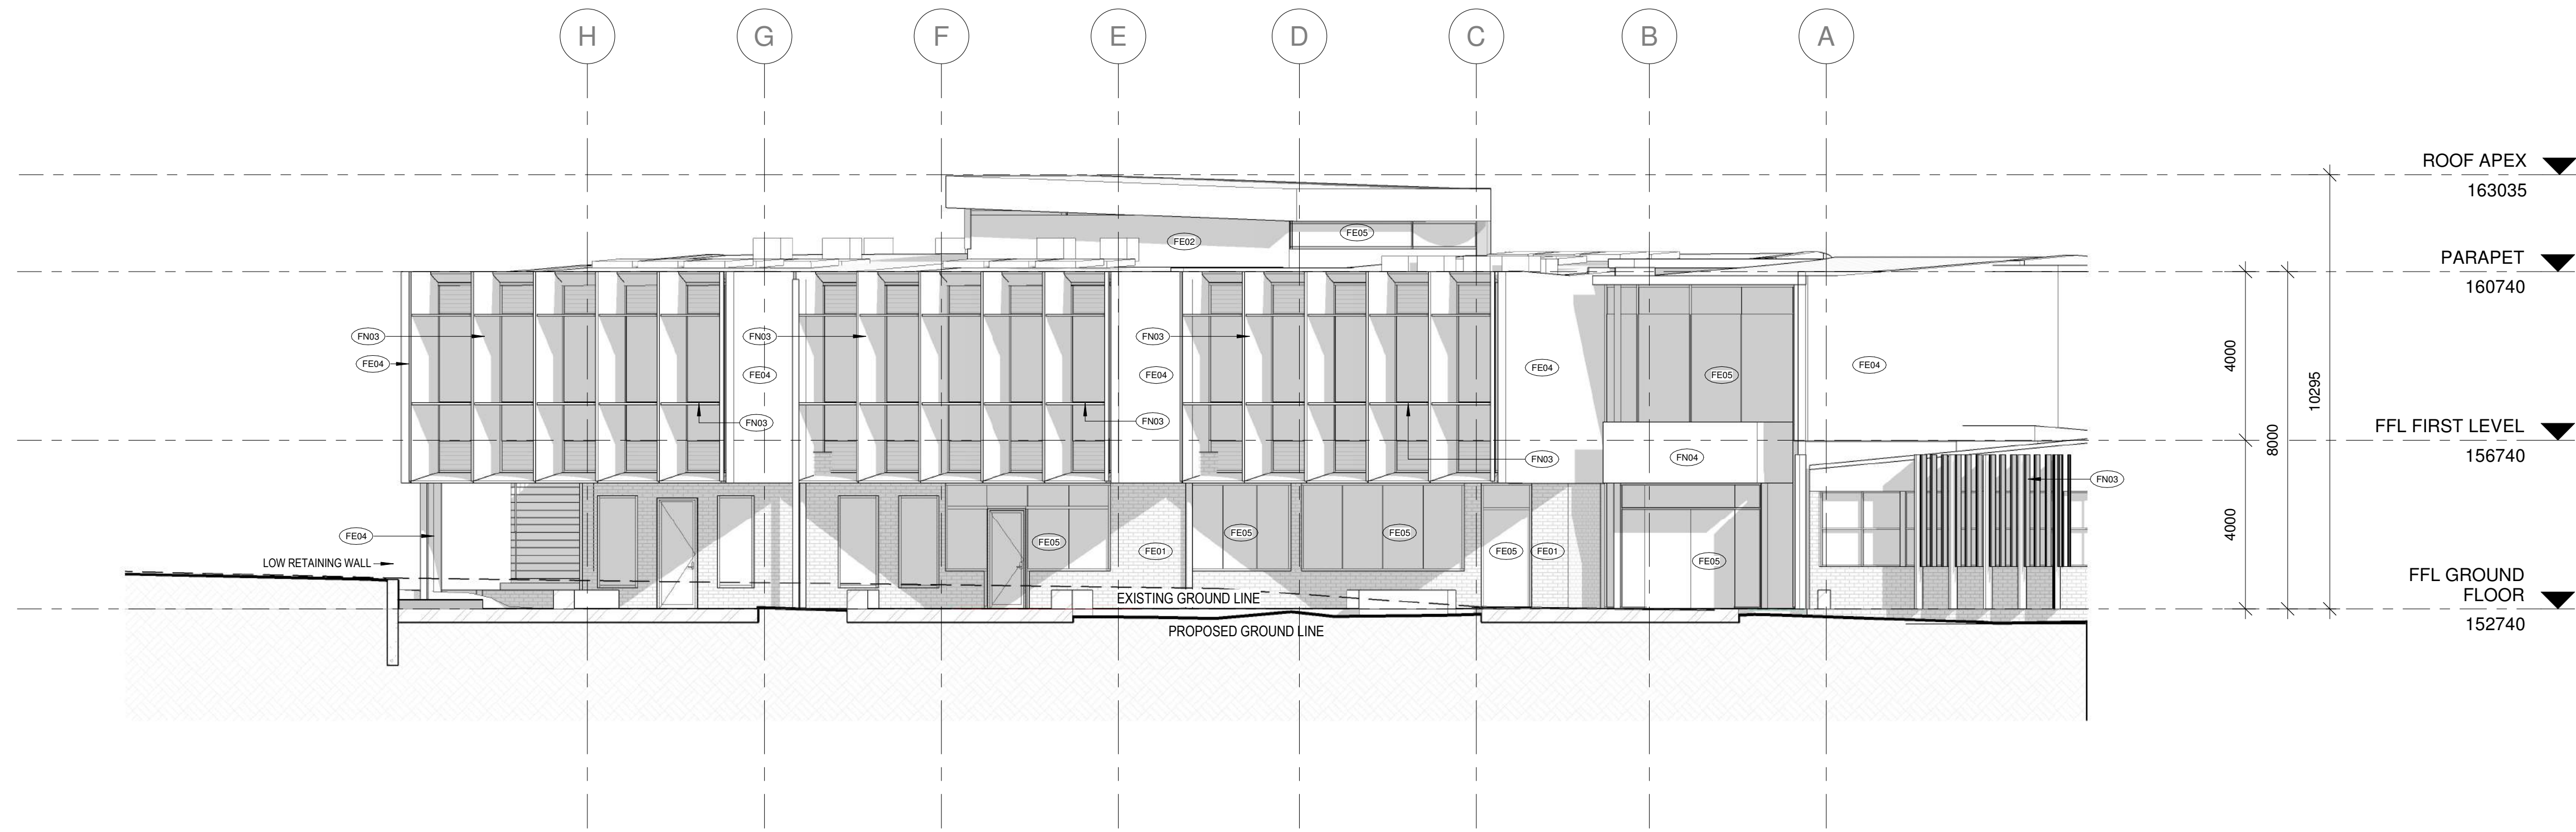 H G F E D C B A
ROOF APEX
163035
FE05
FE02
PARAPET
160740
FN03 FN03 FN03
FE04
FE04 FE04 FE04 FE05 FE04
4000
10295
FN03 FN03
FFL FIRST LEVEL
156740
8000
FN03 FN04
FN03
FE04 FE05 FE05
4000
FE05 FE01 FE05 FE01 FE05
LOW RETAINING WALL
FFL GROUND
FLOOR
152740
EXISTING GROUND LINE
PROPOSED GROUND LINE